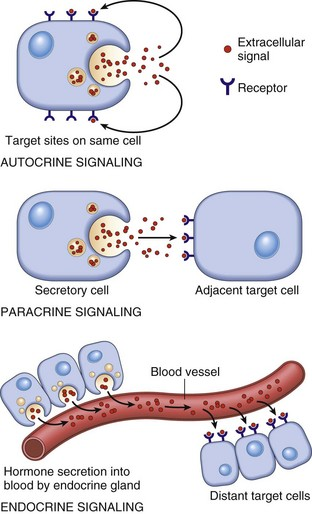 Extracellular
signal
Receptor
Target sites on same cell
AUTOCRINE SIGNALING
Secretory cell
Adjacent target cell
PARACRINE SIGNALING
Blood vessel
Hormone secretion into
blood by endocrine gland
Distant target cells
ENDOCRINE SIGNALING